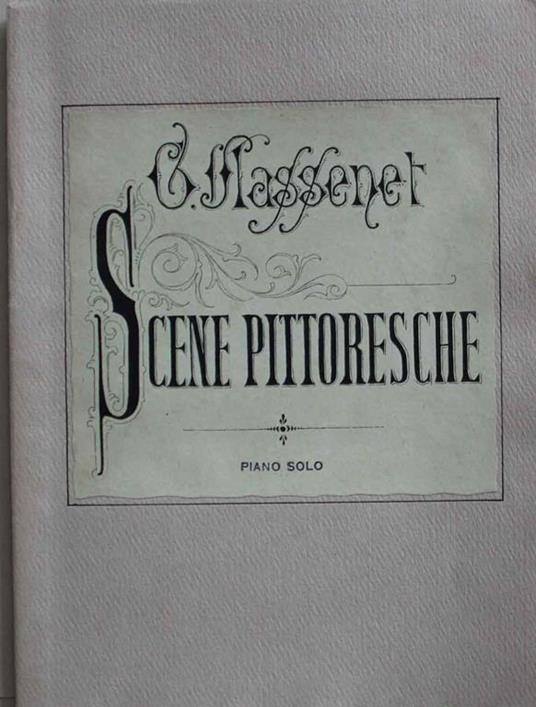 G. Massenet
SCENE PITTORESCHE
PIANO SOLO